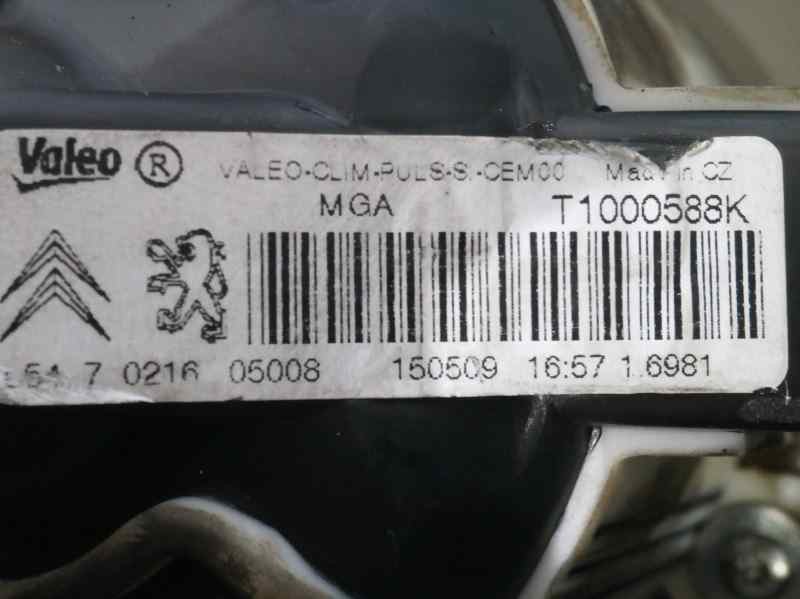 Valeo ® VALEO-CLIM-PULS-S.-CEM00 Made in CZ
MGA T1000588K
7 0216 05008 150509 16:57 1.6981